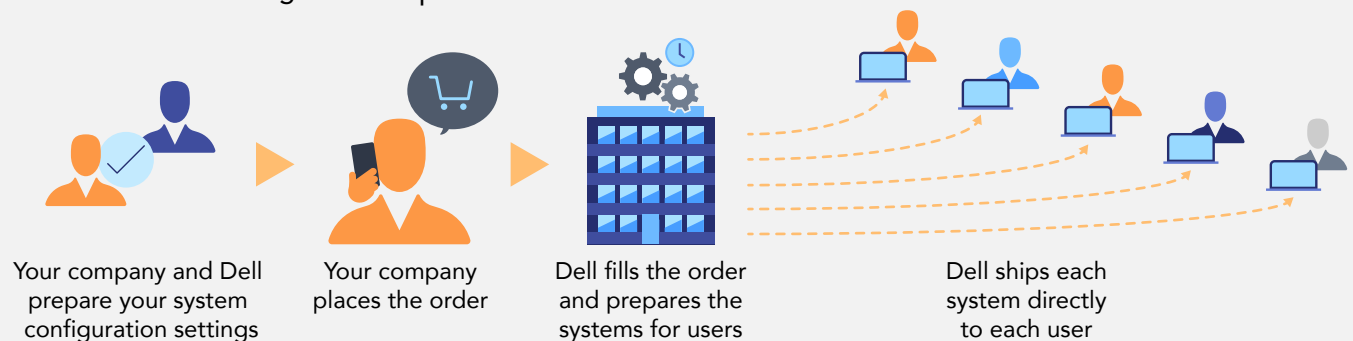 Your company and Dell
prepare your system
configuration settings
Your company
places the order
Dell fills the order
and prepares the
systems for users
Dell ships each
system directly
to each user